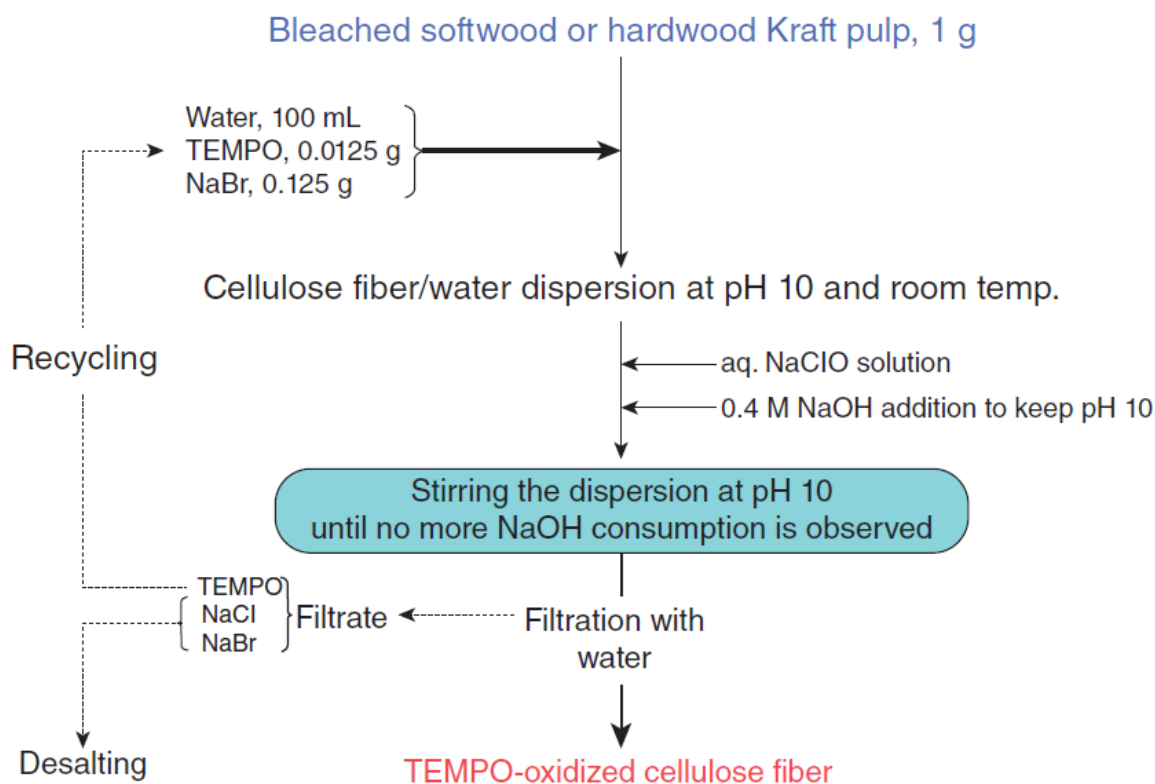 Bleached softwood or hardwood Kraft pulp, 1 g
Water, 100 mL
TEMPO, 0.0125 g
NaBr, 0.125 g
Cellulose fiber/water dispersion at pH 10 and room temp.
Recycling
aq. NaClO solution
0.4 M NaOH addition to keep pH 10
Stirring the dispersion at pH 10
until no more NaOH consumption is observed
TEMPO
NaCl
NaBr
Filtrate
Filtration with
water
Desalting
TEMPO-oxidized cellulose fiber